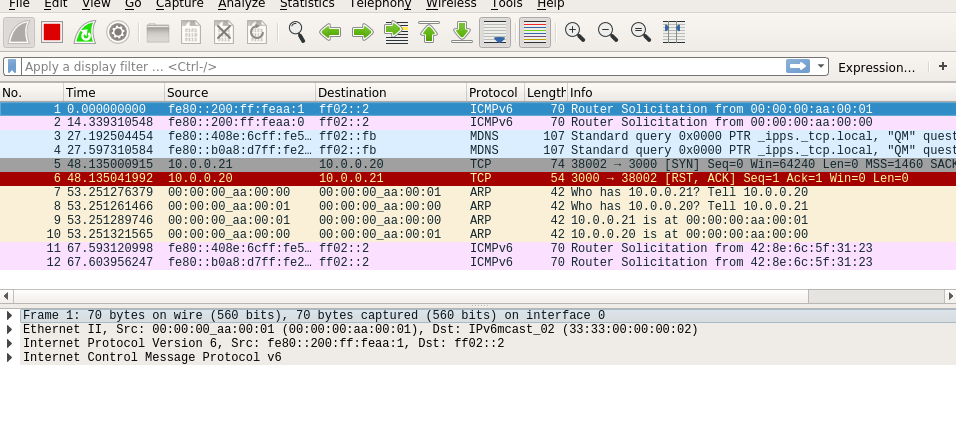 File Edit View Go Capture Analyze Statistics Telephony Wireless Tools Help
Apply a display filter … <Ctrl-/> Expression… +
No. Time Source Destination Protocol Length Info
1 0.000000000 fe80::200:ff:feaa:1 ff02::2 ICMPv6 70 Router Solicitation from 00:00:00:aa:00:01
2 14.339310548 fe80::200:ff:feaa:0 ff02::2 ICMPv6 70 Router Solicitation from 00:00:00:aa:00:00
3 27.192504454 fe80::408e:6cff:fe5… ff02::fb MDNS 107 Standard query 0x0000 PTR _ipps._tcp.local, "QM" quest
4 27.597310584 fe80::b0a8:d7ff:fe2… ff02::fb MDNS 107 Standard query 0x0000 PTR _ipps._tcp.local, "QM" quest
5 48.135000915 10.0.0.21 10.0.0.20 TCP 74 38002 → 3000 [SYN] Seq=0 Win=64240 Len=0 MSS=1460 SACK
6 48.135041992 10.0.0.20 10.0.0.21 TCP 54 3000 → 38002 [RST, ACK] Seq=1 Ack=1 Win=0 Len=0
7 53.251276379 00:00:00_aa:00:00 00:00:00_aa:00:01 ARP 42 Who has 10.0.0.21? Tell 10.0.0.20
8 53.251261466 00:00:00_aa:00:01 00:00:00_aa:00:00 ARP 42 Who has 10.0.0.20? Tell 10.0.0.21
9 53.251289746 00:00:00_aa:00:01 00:00:00_aa:00:00 ARP 42 10.0.0.21 is at 00:00:00:aa:00:01
10 53.251321565 00:00:00_aa:00:00 00:00:00_aa:00:01 ARP 42 10.0.0.20 is at 00:00:00:aa:00:00
11 67.593120998 fe80::408e:6cff:fe5… ff02::2 ICMPv6 70 Router Solicitation from 42:8e:6c:5f:31:23
12 67.603956247 fe80::b0a8:d7ff:fe2… ff02::2 ICMPv6 70 Router Solicitation from 42:8e:6c:5f:31:23
Frame 1: 70 bytes on wire (560 bits), 70 bytes captured (560 bits) on interface 0
Ethernet II, Src: 00:00:00_aa:00:01 (00:00:00:aa:00:01), Dst: IPv6mcast_02 (33:33:00:00:00:02)
Internet Protocol Version 6, Src: fe80::200:ff:feaa:1, Dst: ff02::2
Internet Control Message Protocol v6